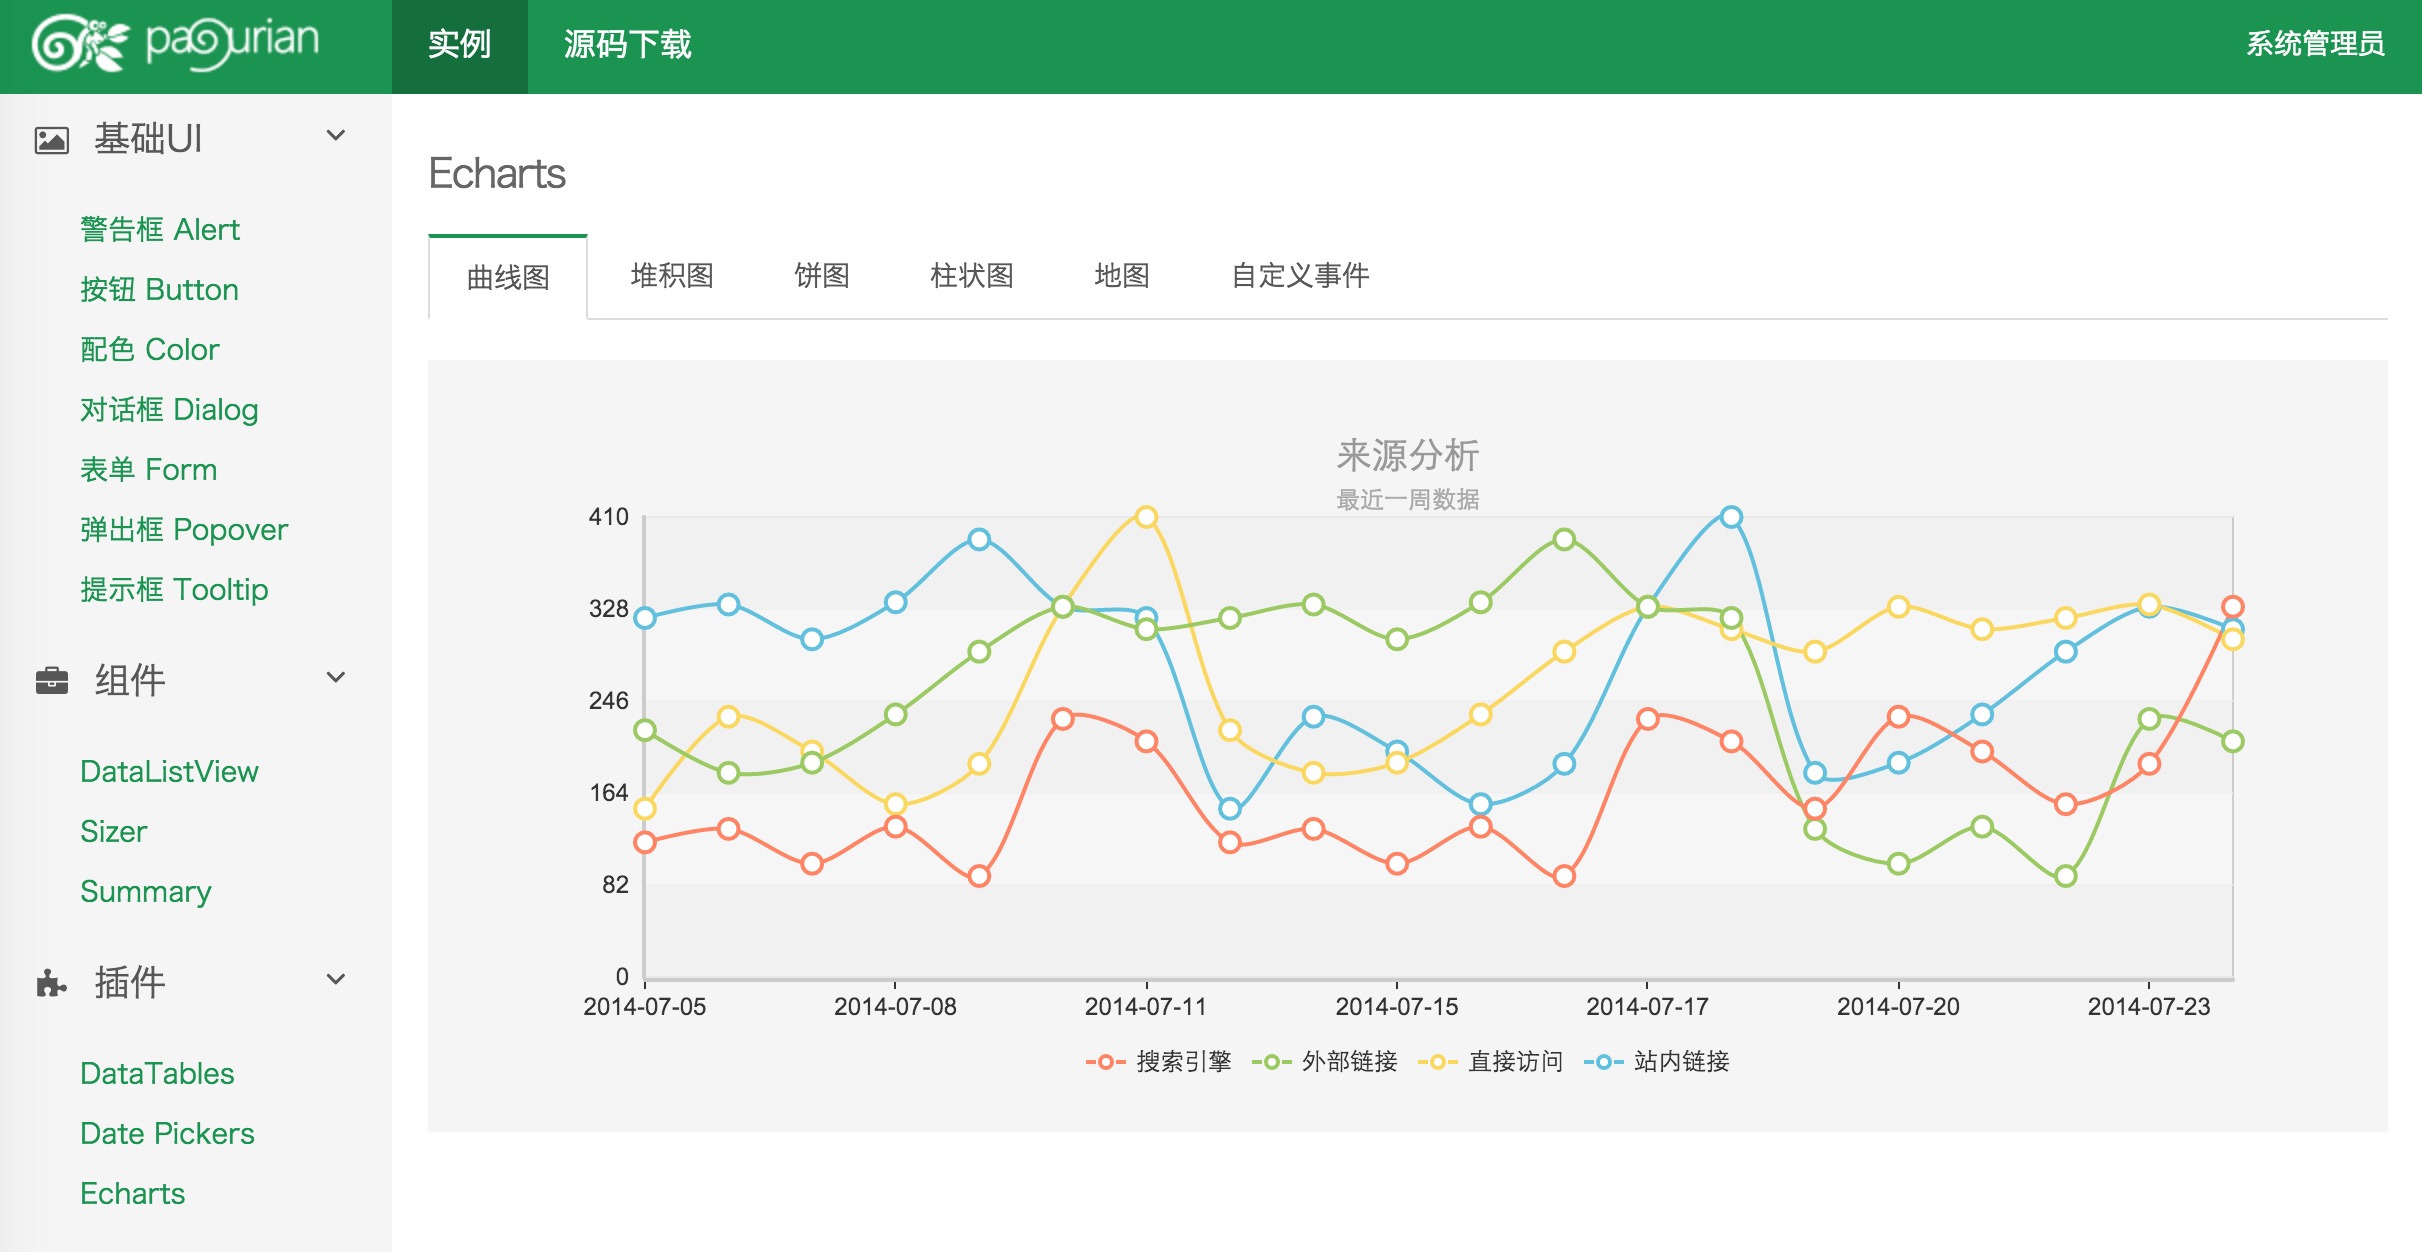 pagurian
实例
源码下载
系统管理员
基础UI
警告框 Alert
按钮 Button
配色 Color
对话框 Dialog
表单 Form
弹出框 Popover
提示框 Tooltip
组件
DataListView
Sizer
Summary
插件
DataTables
Date Pickers
Echarts
Echarts
曲线图
堆积图
饼图
柱状图
地图
自定义事件
来源分析
最近一周数据
410
328
246
164
82
0
2014-07-05
2014-07-08
2014-07-11
2014-07-15
2014-07-17
2014-07-20
2014-07-23
搜索引擎
外部链接
直接访问
站内链接